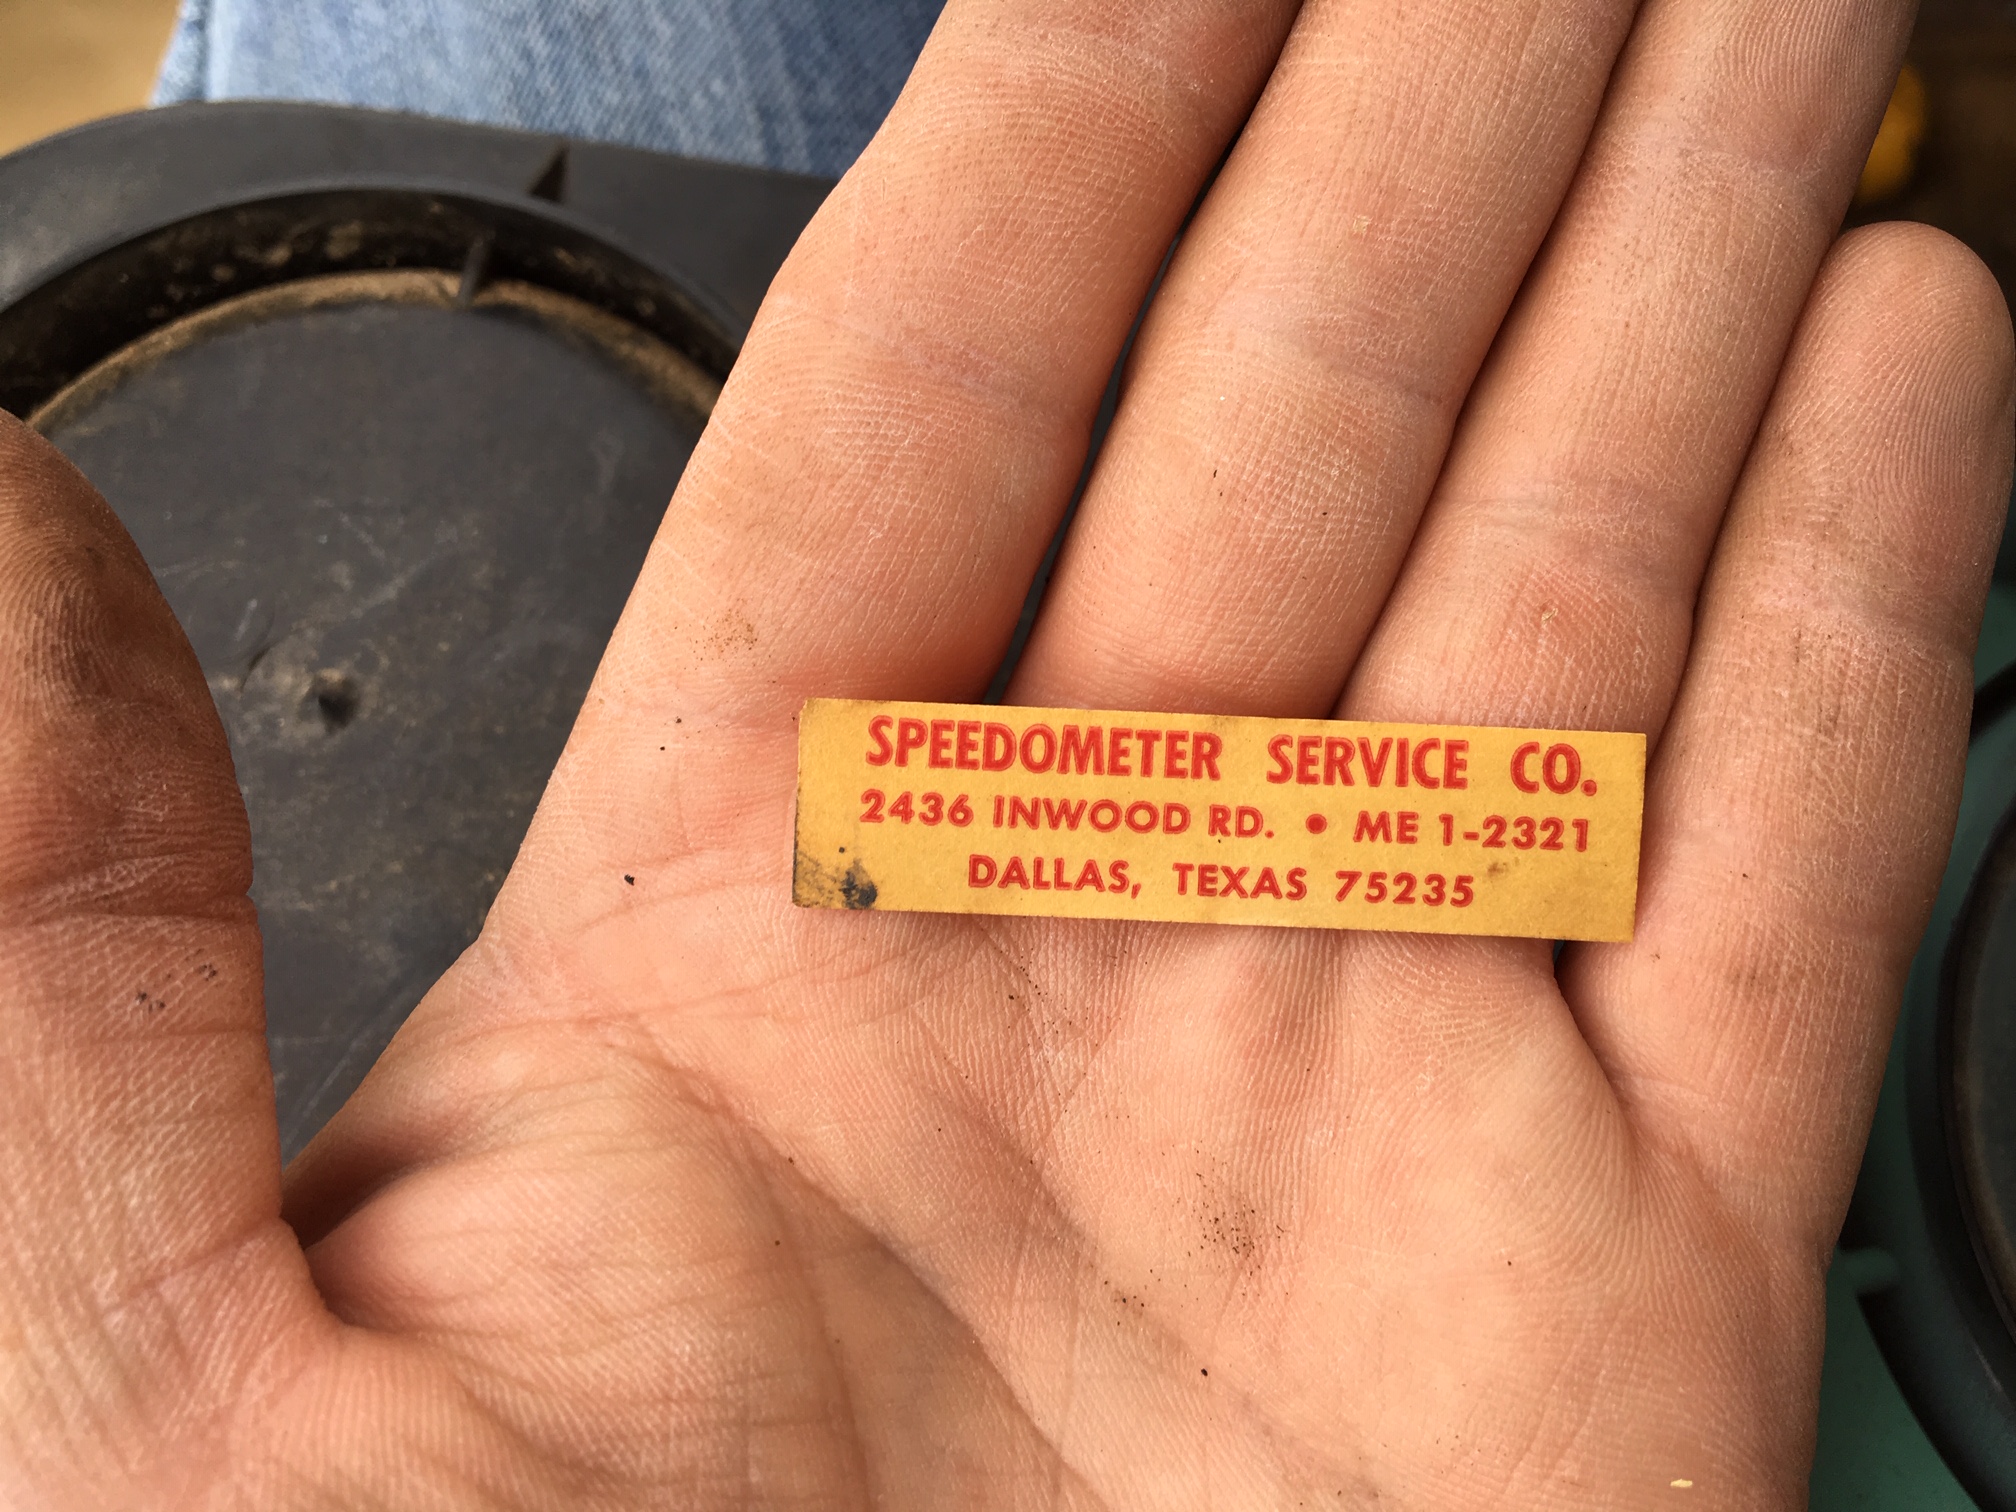 SPEEDOMETER SERVICE CO.
2436 INWOOD RD. • ME 1-2321
DALLAS, TEXAS 75235